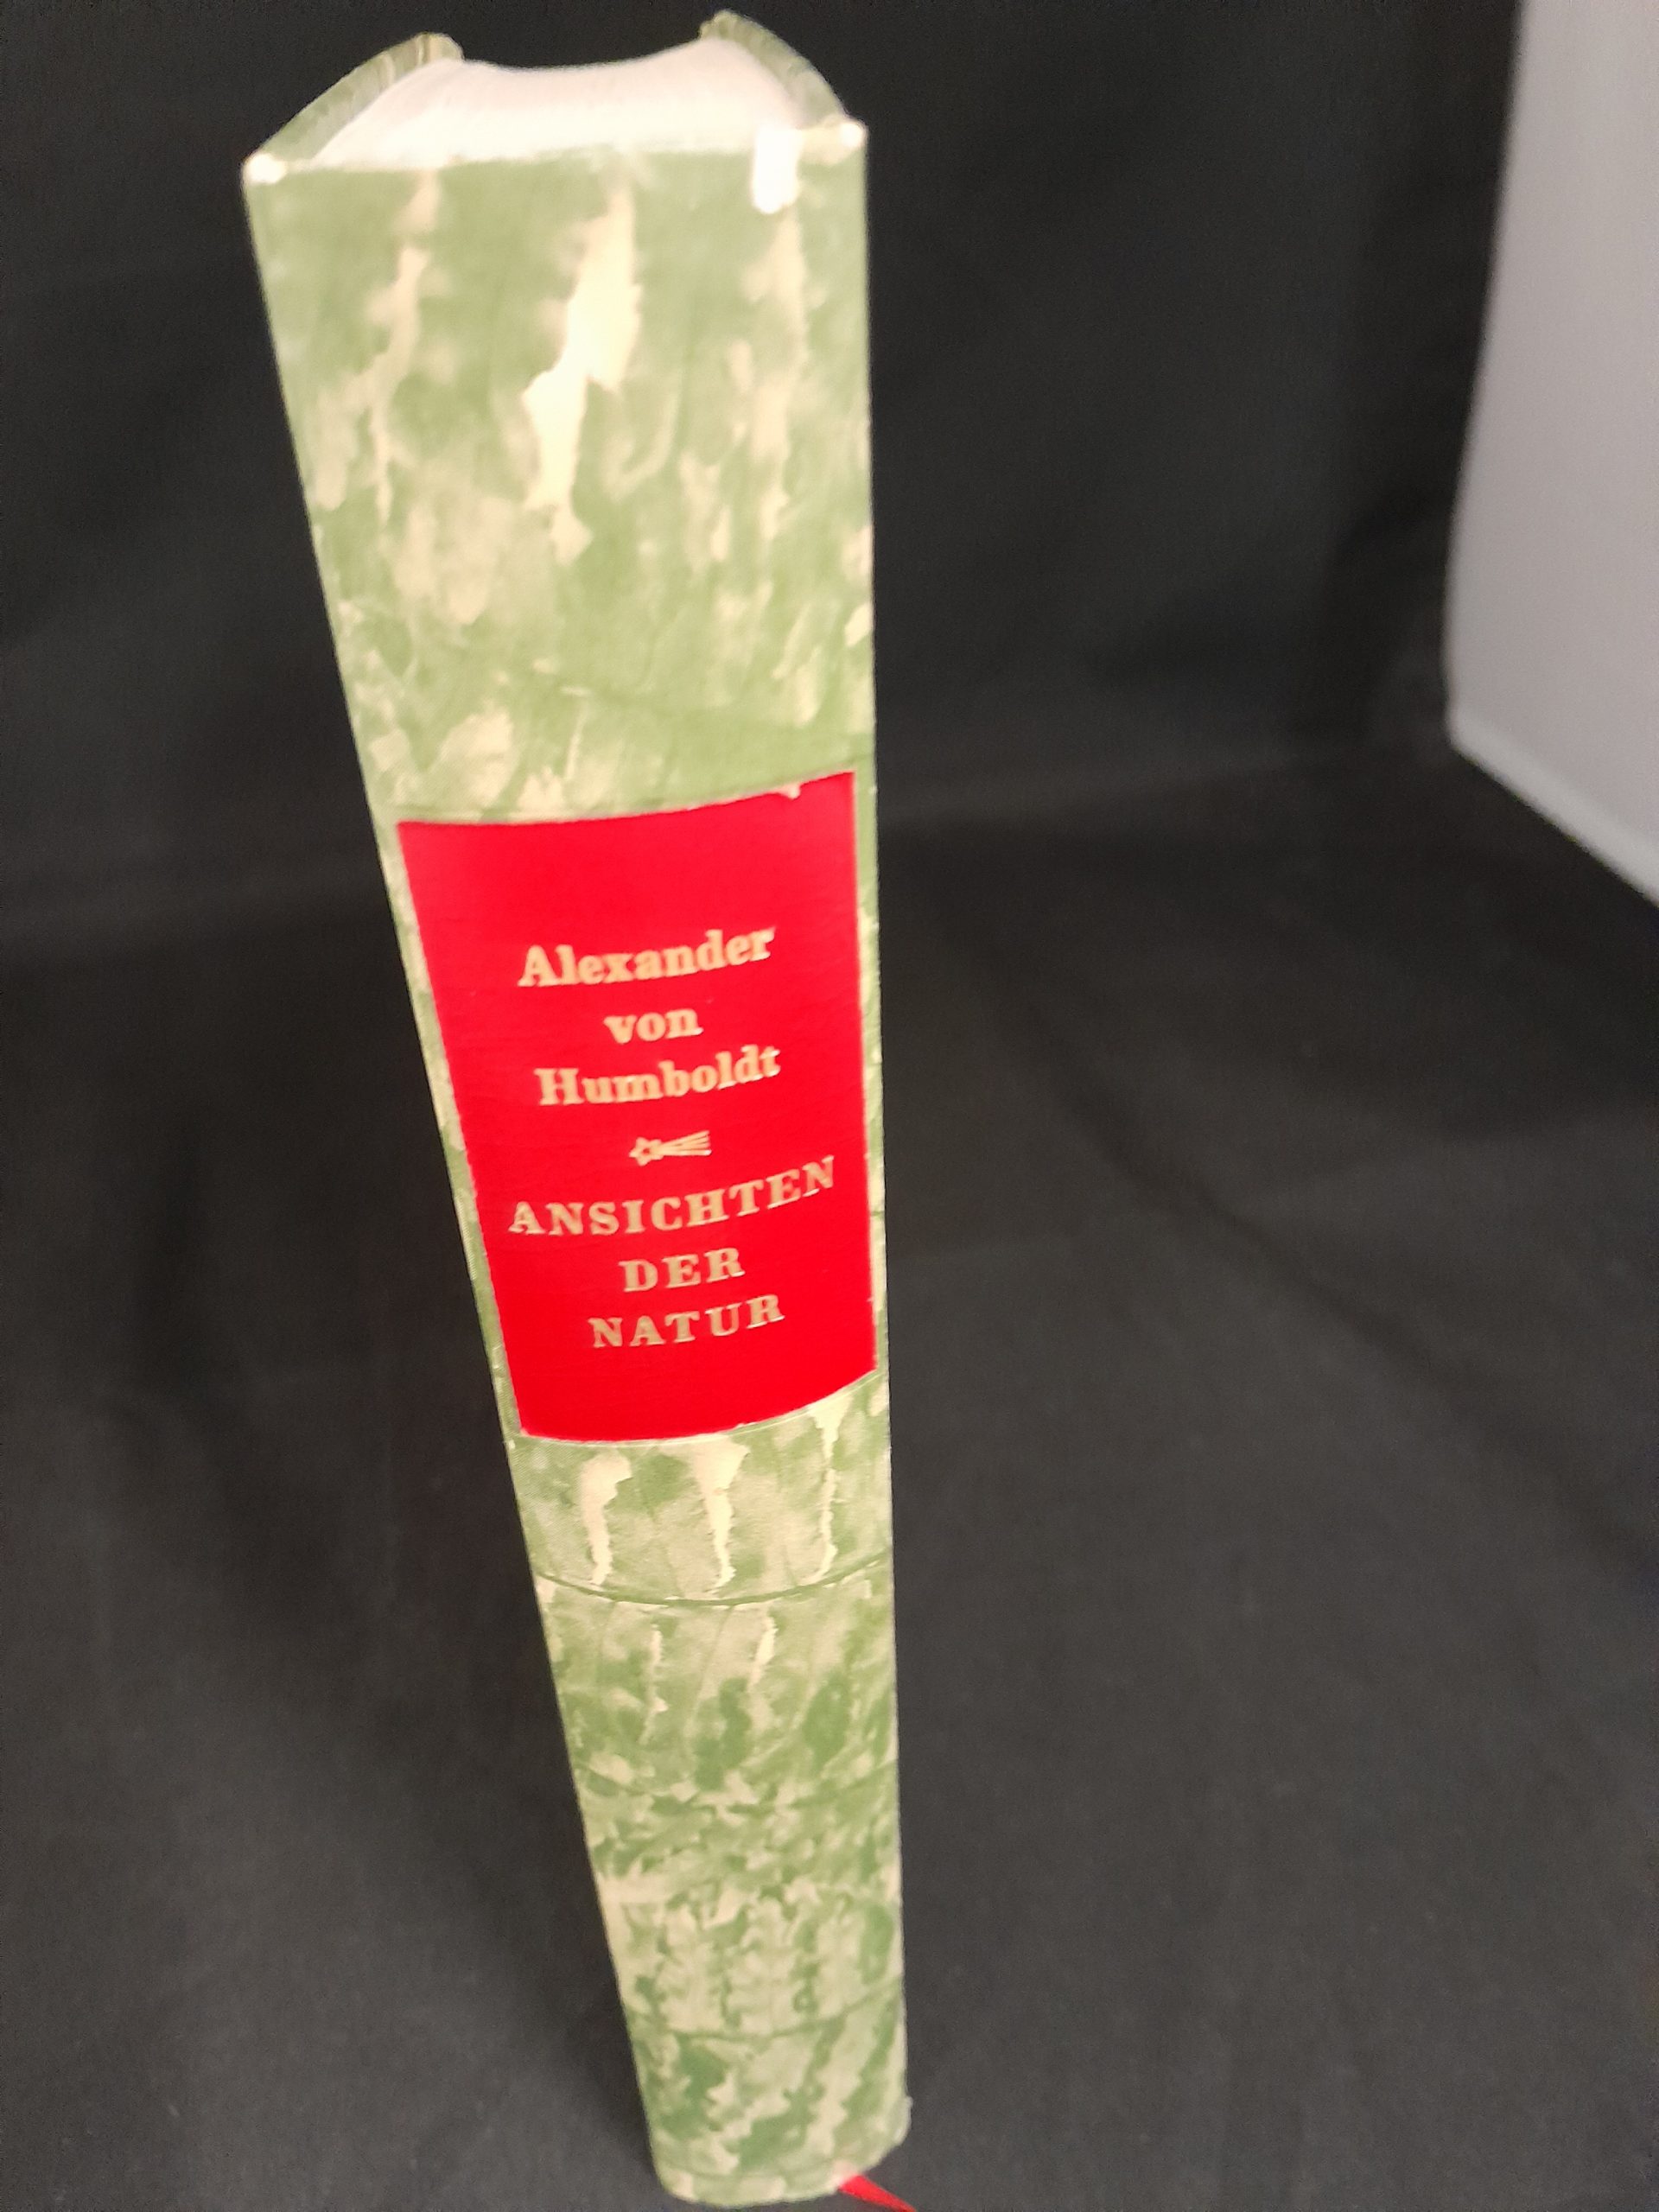 Alexander
von
Humboldt
ANSICHTEN
DER
NATUR